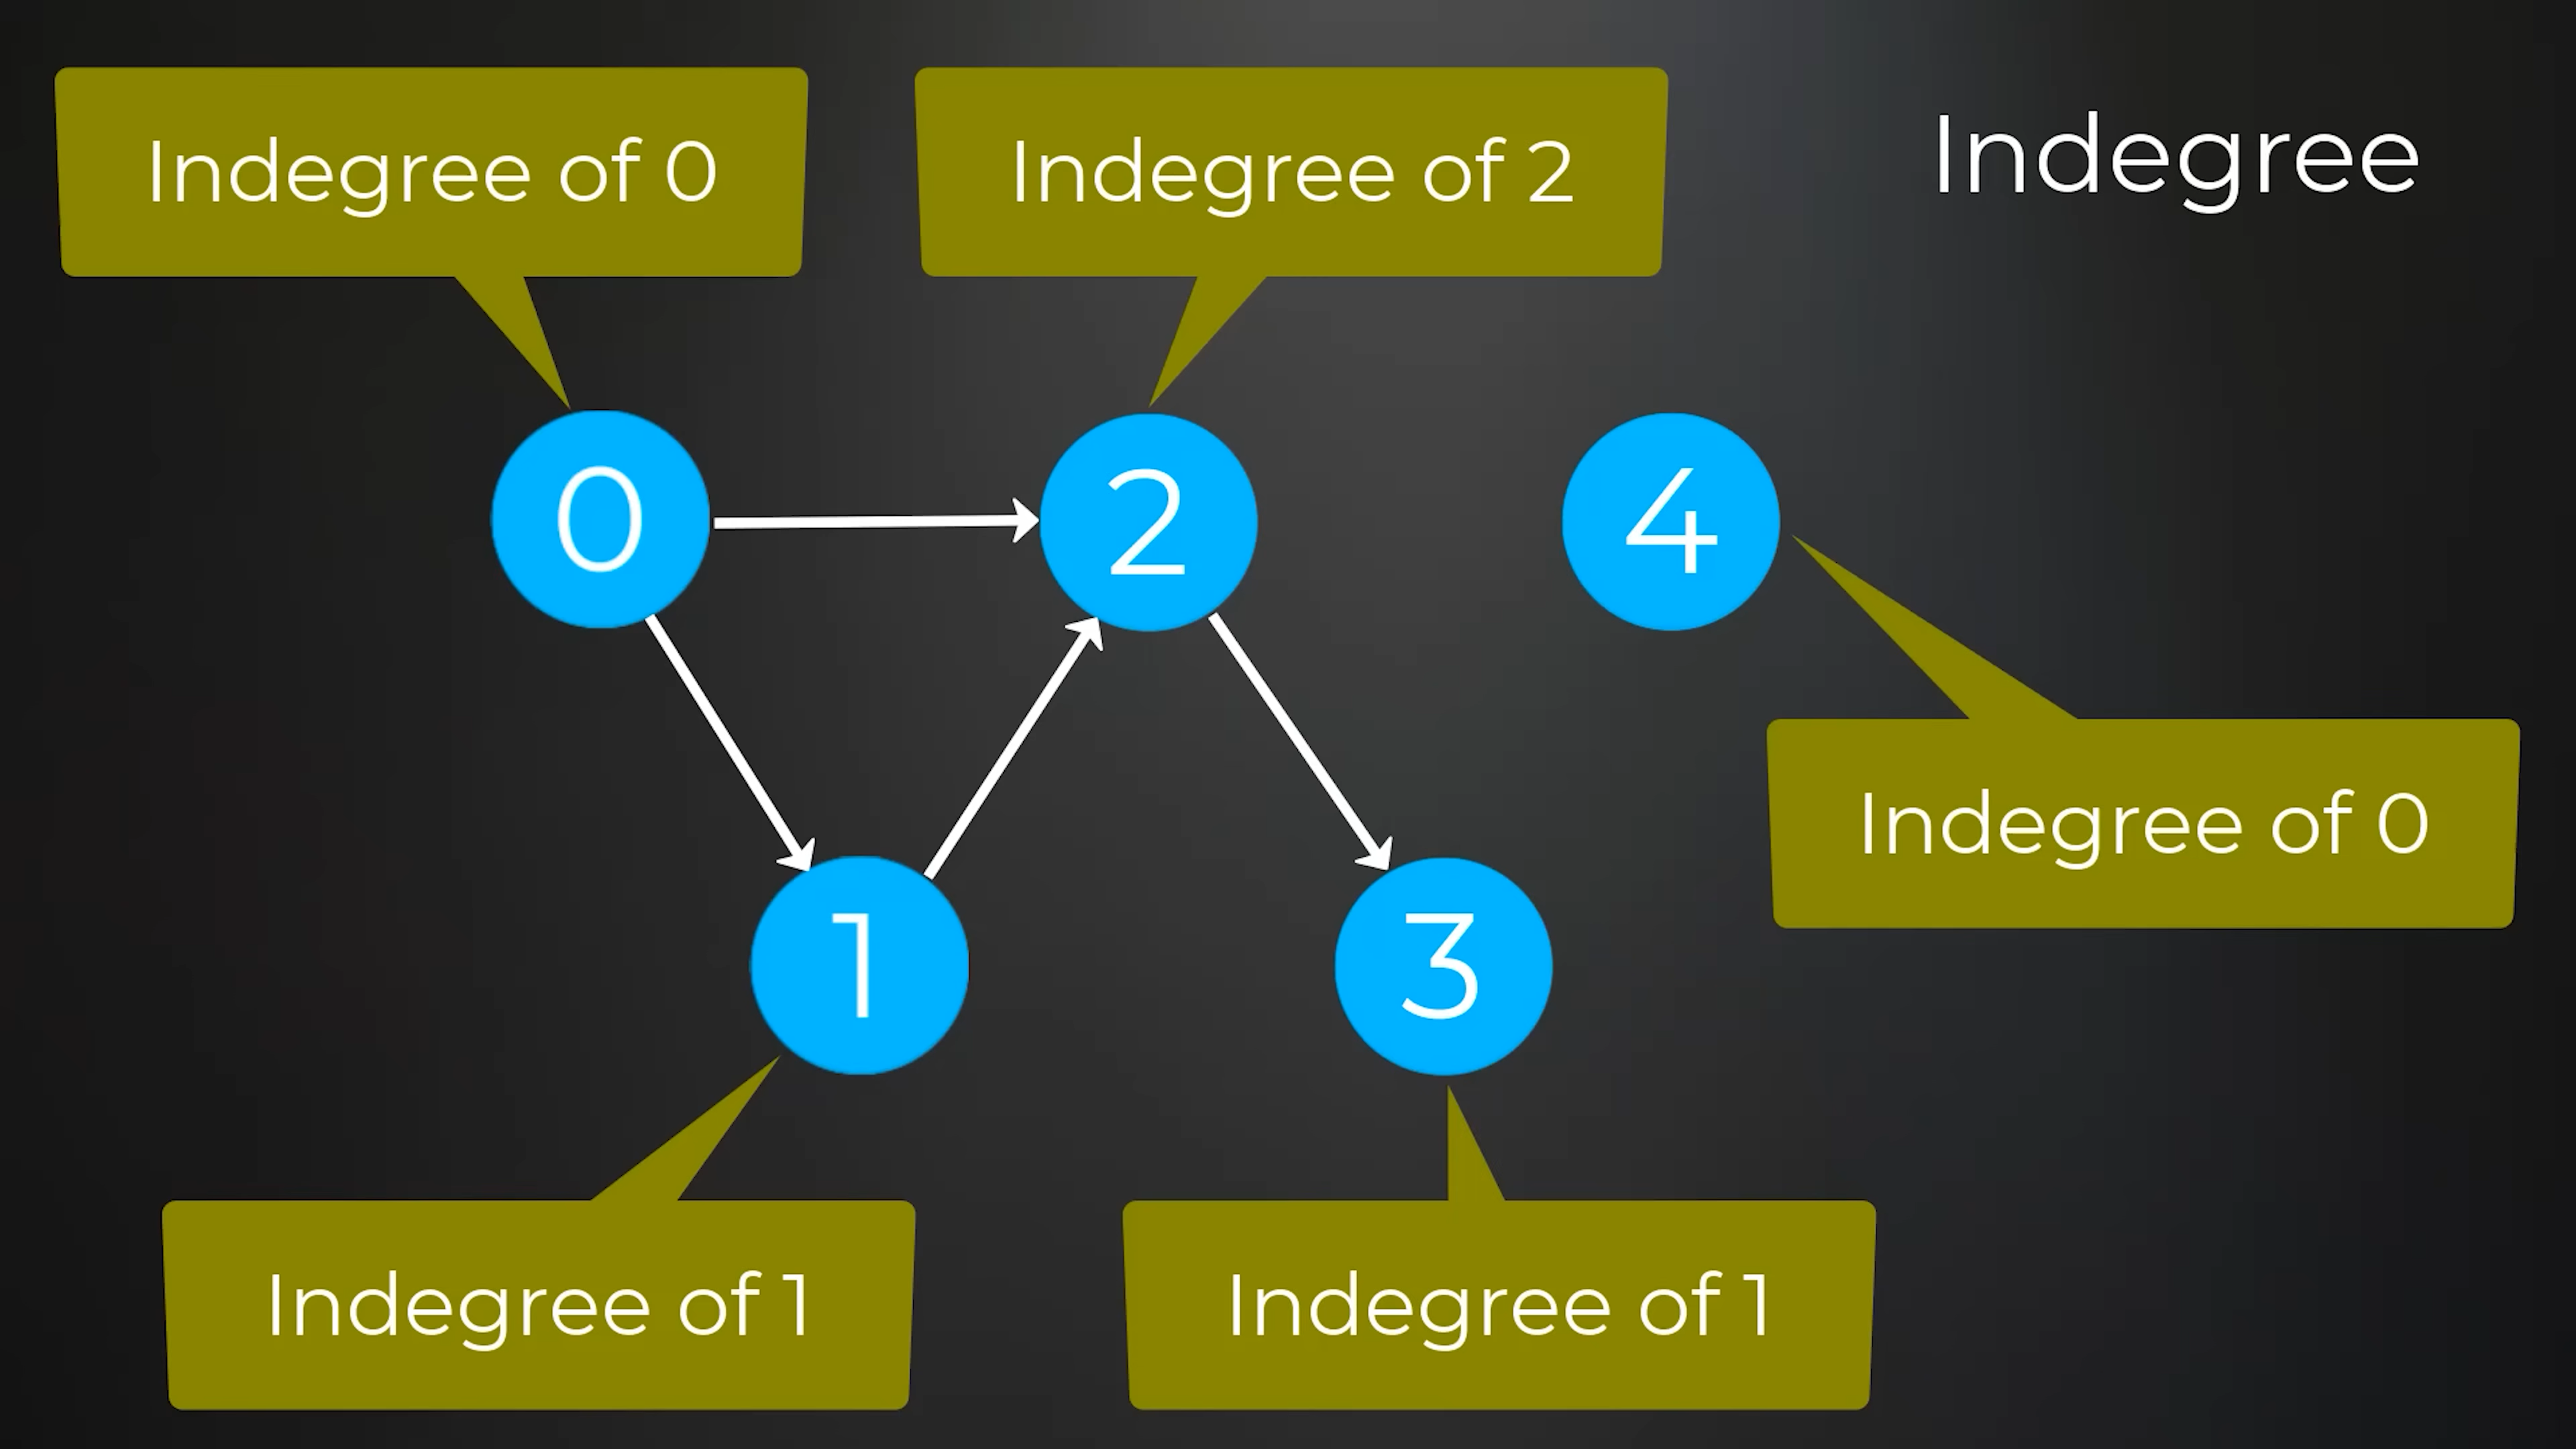 Indegree of 0
Indegree of 2
Indegree
0
2
4
Indegree of 0
1
3
Indegree of 1
Indegree of 1